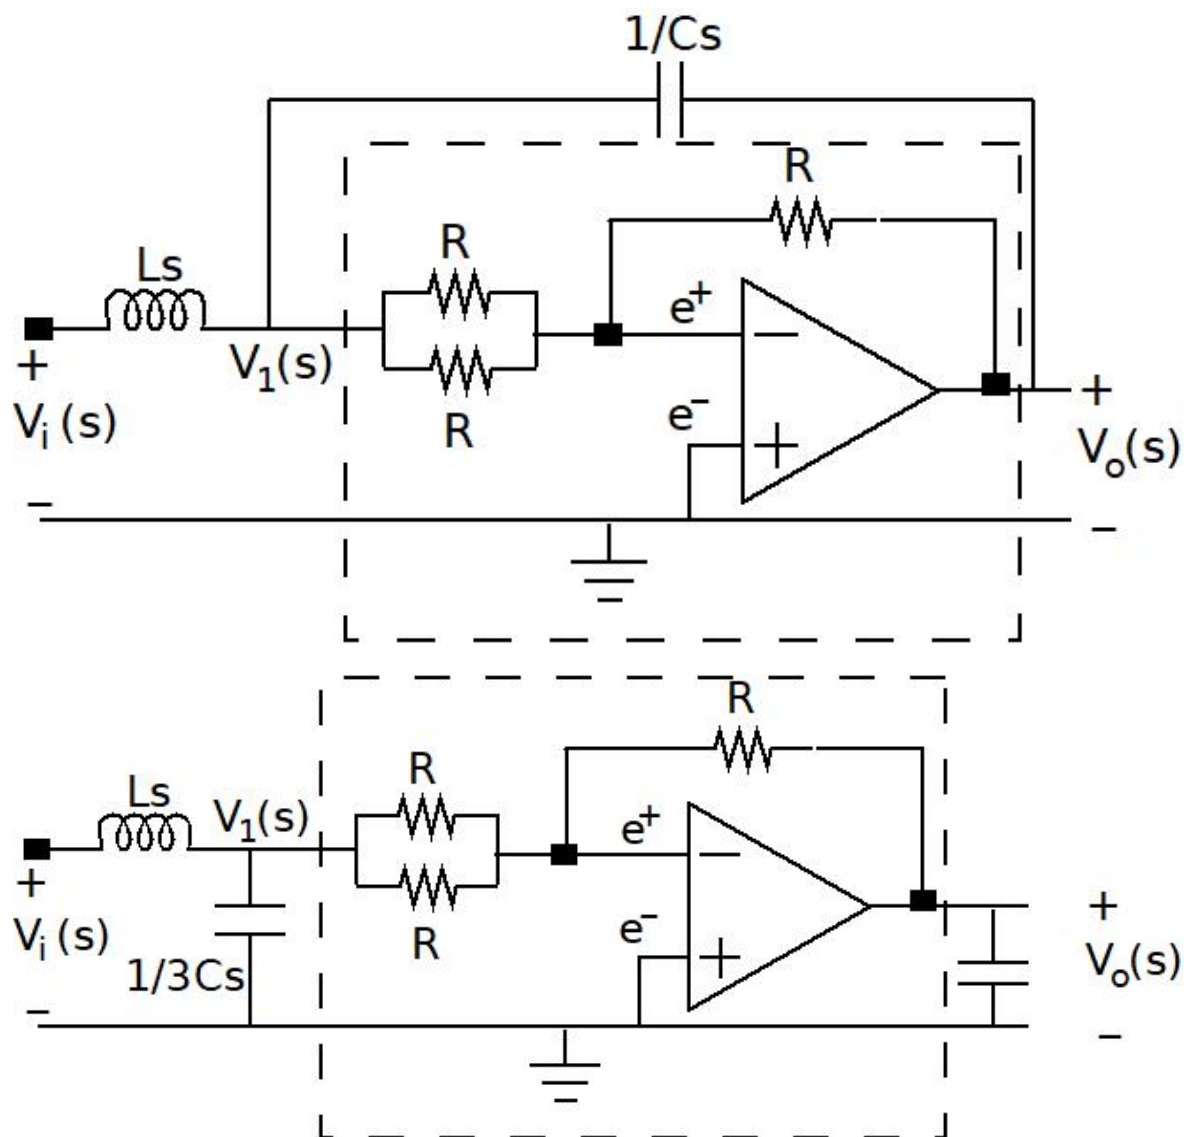 1/Cs
R
Ls
R
V₁(s)
R
e⁺
−
e⁻
+
+
Vᵢ(s)
−
+
Vₒ(s)
−
R
Ls
V₁(s)
R
R
e⁺
−
e⁻
+
+
Vᵢ(s)
−
1/3Cs
+
Vₒ(s)
−